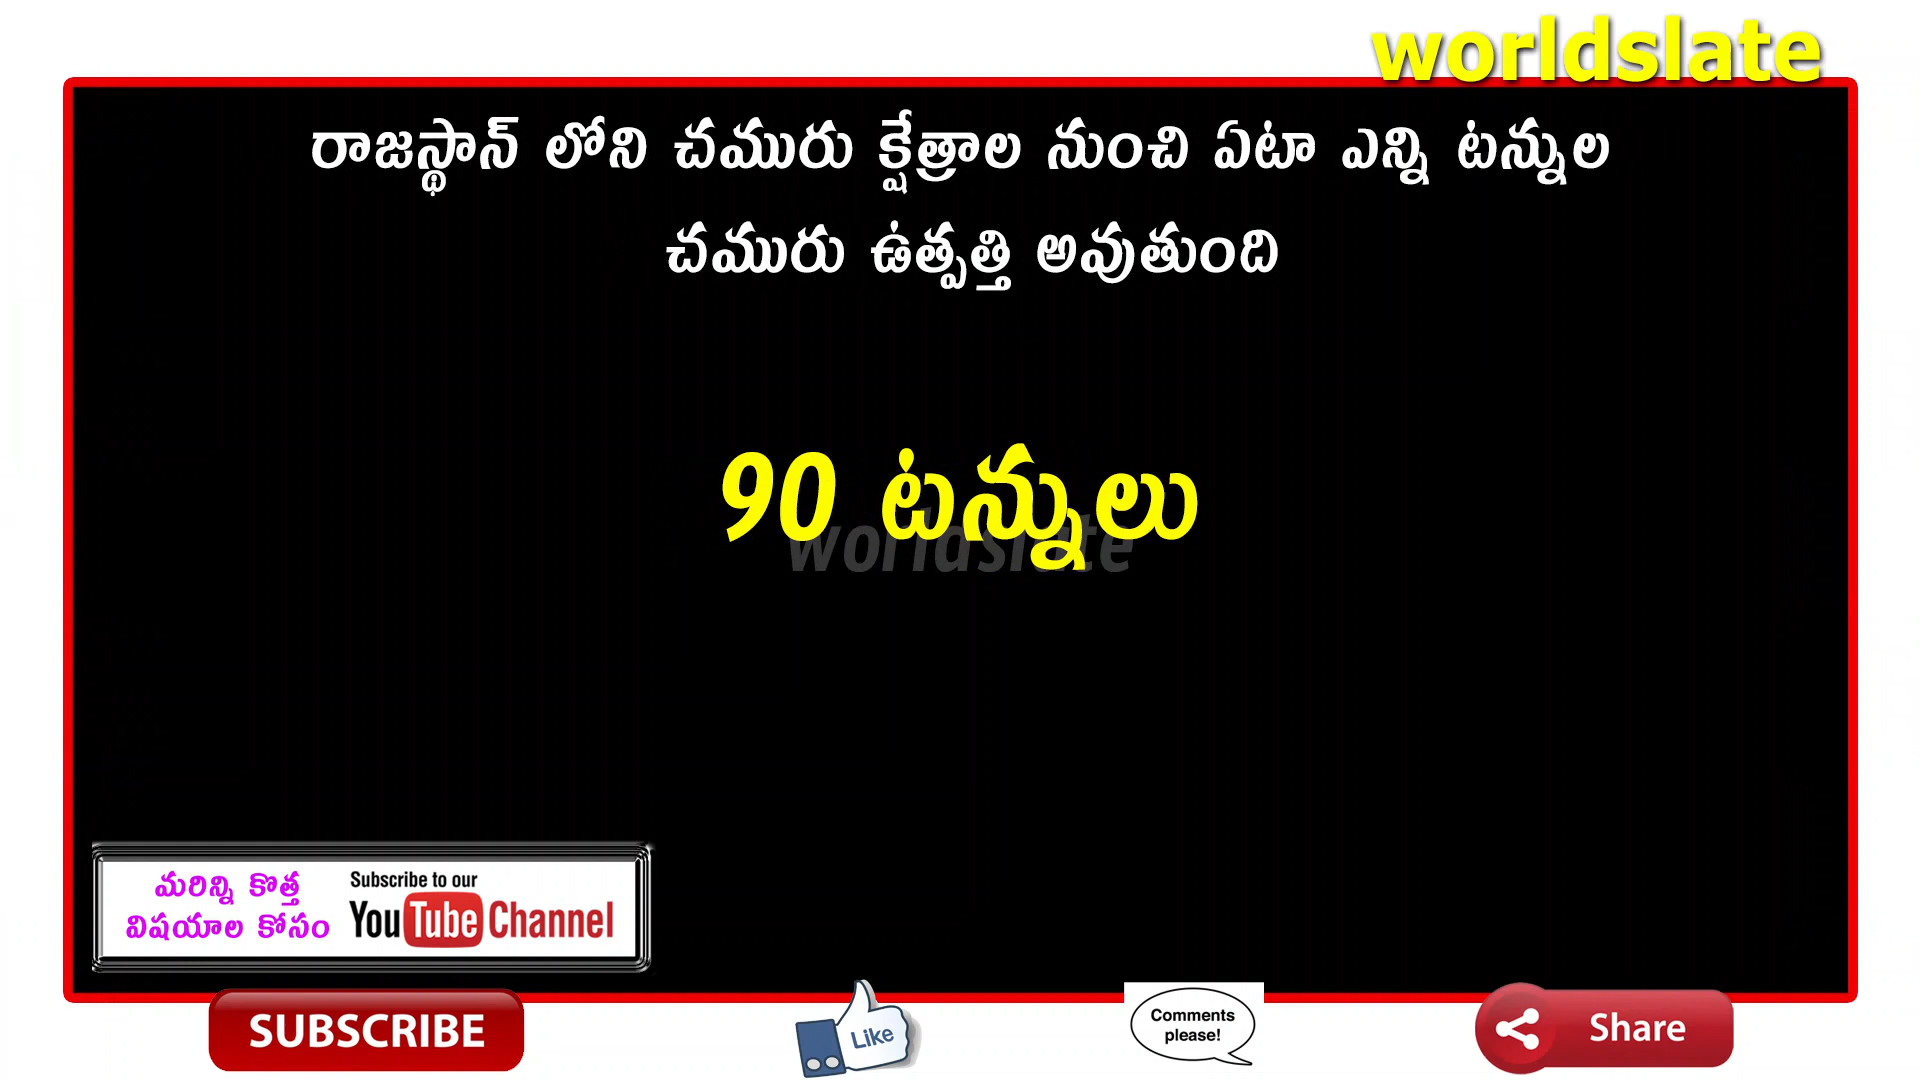 worldslate
రాజస్థాన్ లోని చమురు క్షేత్రాల నుంచి ఏటా ఎన్ని టన్నుల
చమురు ఉత్పత్తి అవుతుంది
90 టన్నులు
worldslate
మరిన్ని కొత్త
విషయాల కోసం
Subscribe to our
YouTube Channel
SUBSCRIBE
Like
Comments
please!
Share